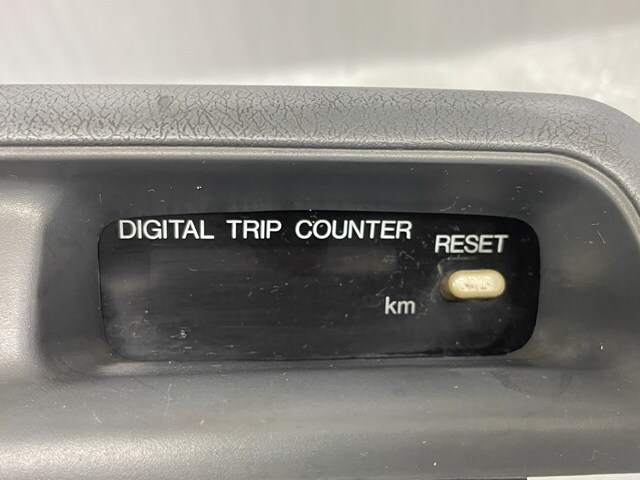 DIGITAL TRIP COUNTER
RESET
km